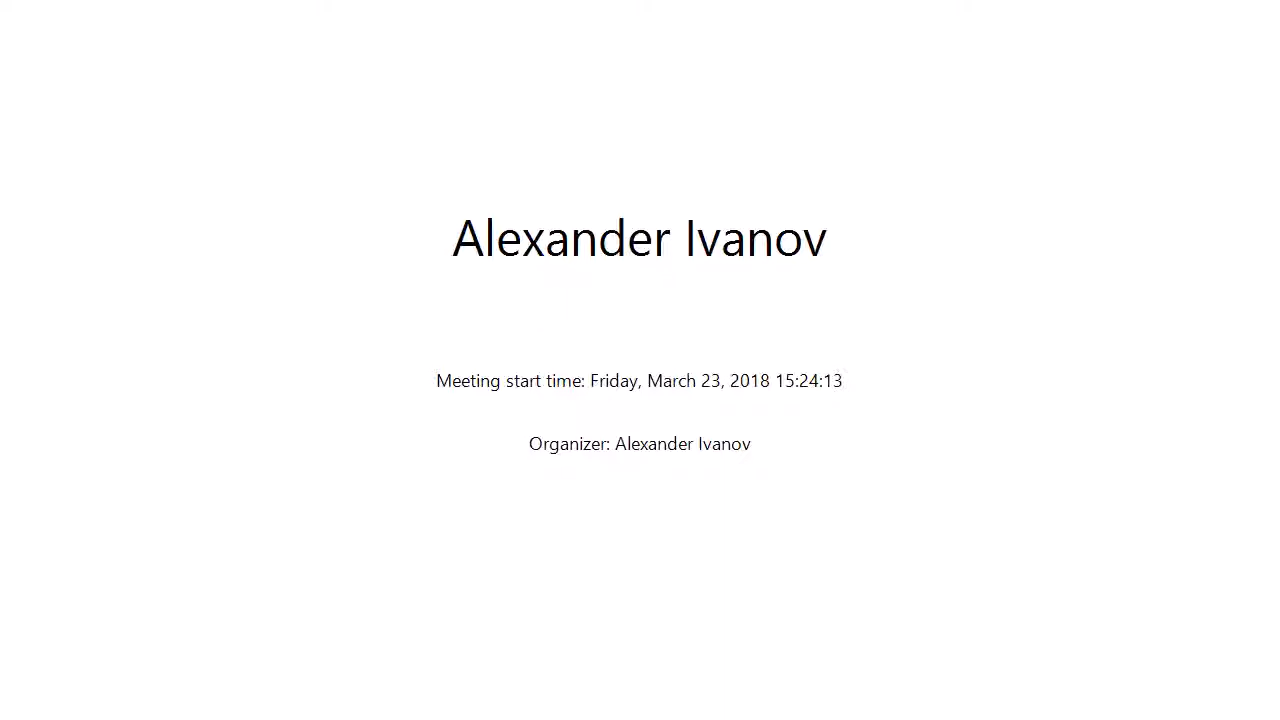 Alexander Ivanov
Meeting start time: Friday, March 23, 2018 15:24:13
Organizer: Alexander Ivanov